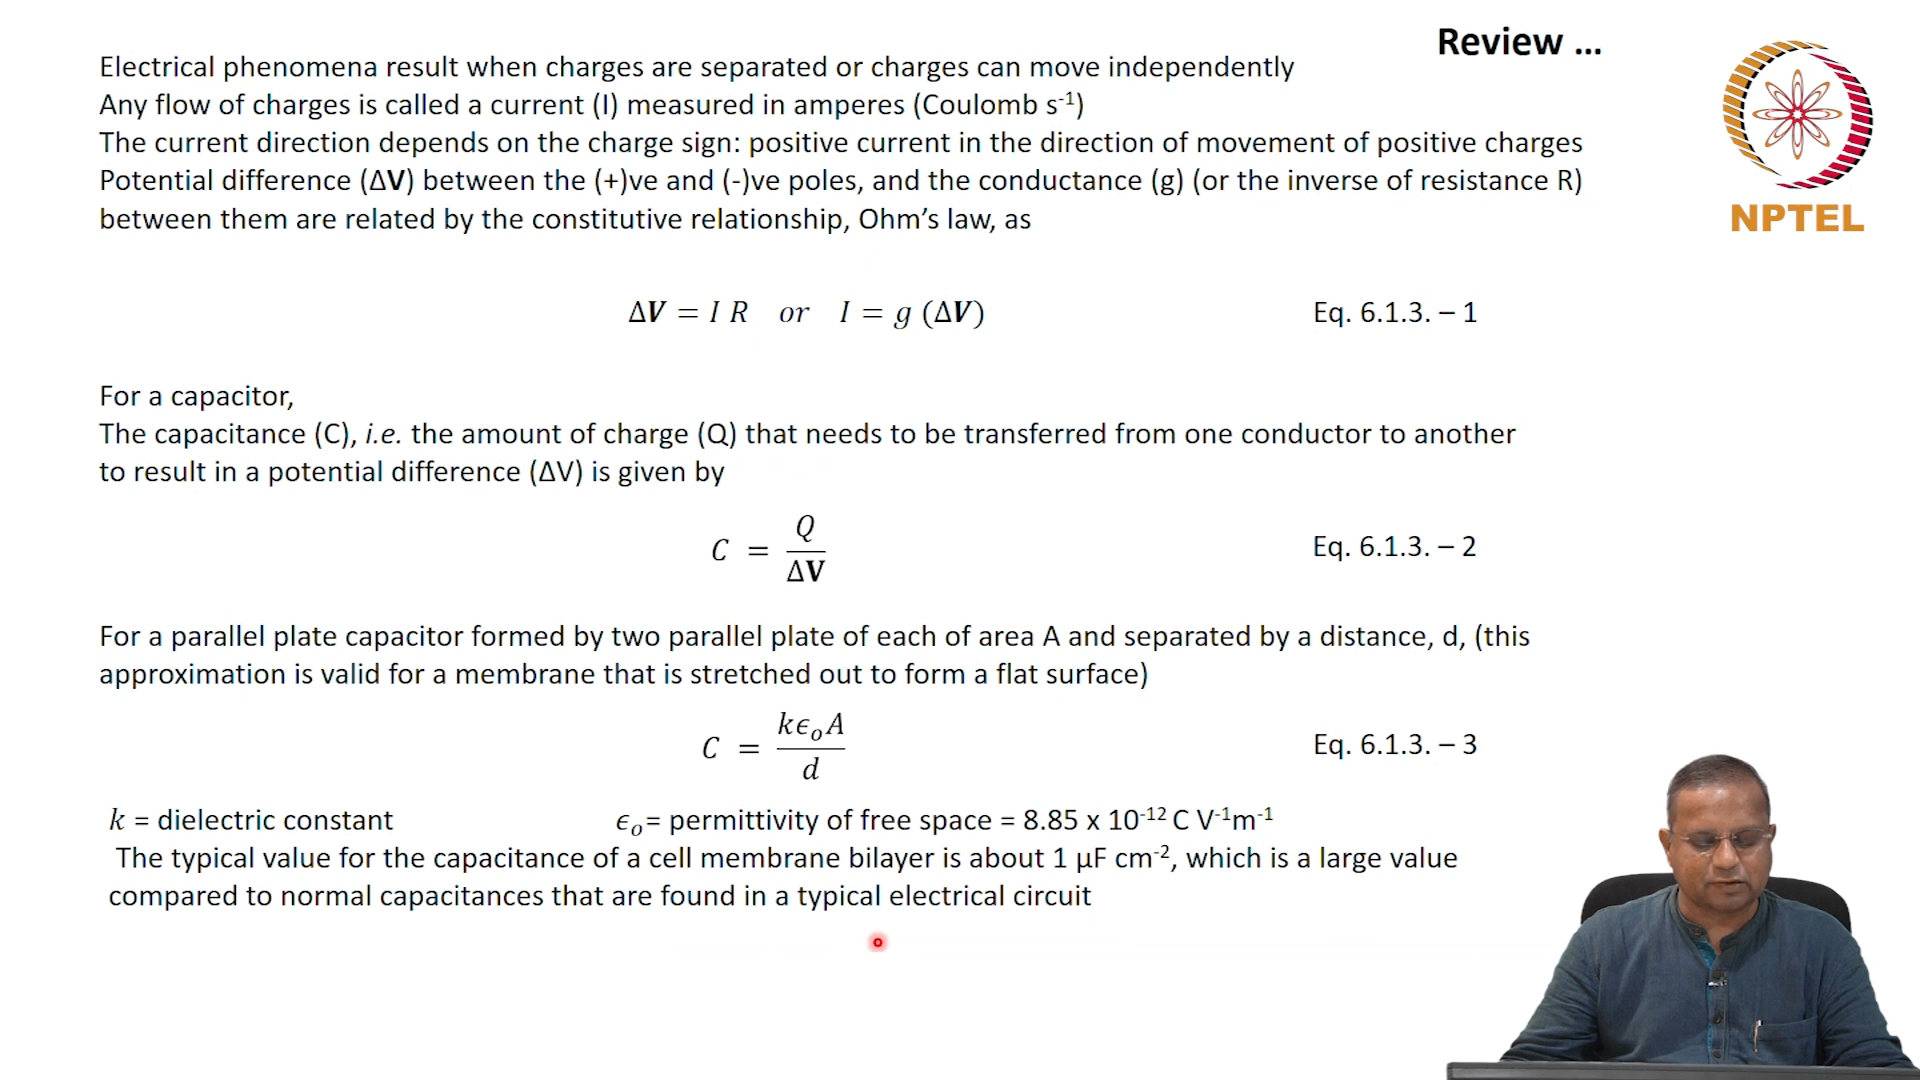 Review ...
Electrical phenomena result when charges are separated or charges can move independently
Any flow of charges is called a current (I) measured in amperes (Coulomb s⁻¹)
The current direction depends on the charge sign: positive current in the direction of movement of positive charges
Potential difference (ΔV) between the (+)ve and (-)ve poles, and the conductance (g) (or the inverse of resistance R)
between them are related by the constitutive relationship, Ohm’s law, as
NPTEL
ΔV = I R or I = g (ΔV) Eq. 6.1.3. – 1
For a capacitor,
The capacitance (C), i.e. the amount of charge (Q) that needs to be transferred from one conductor to another
to result in a potential difference (ΔV) is given by
C = Q / ΔV Eq. 6.1.3. – 2
For a parallel plate capacitor formed by two parallel plate of each of area A and separated by a distance, d, (this
approximation is valid for a membrane that is stretched out to form a flat surface)
C = kϵₒA / d Eq. 6.1.3. – 3
k = dielectric constant ϵₒ= permittivity of free space = 8.85 x 10⁻¹² C V⁻¹m⁻¹
The typical value for the capacitance of a cell membrane bilayer is about 1 μF cm⁻², which is a large value
compared to normal capacitances that are found in a typical electrical circuit